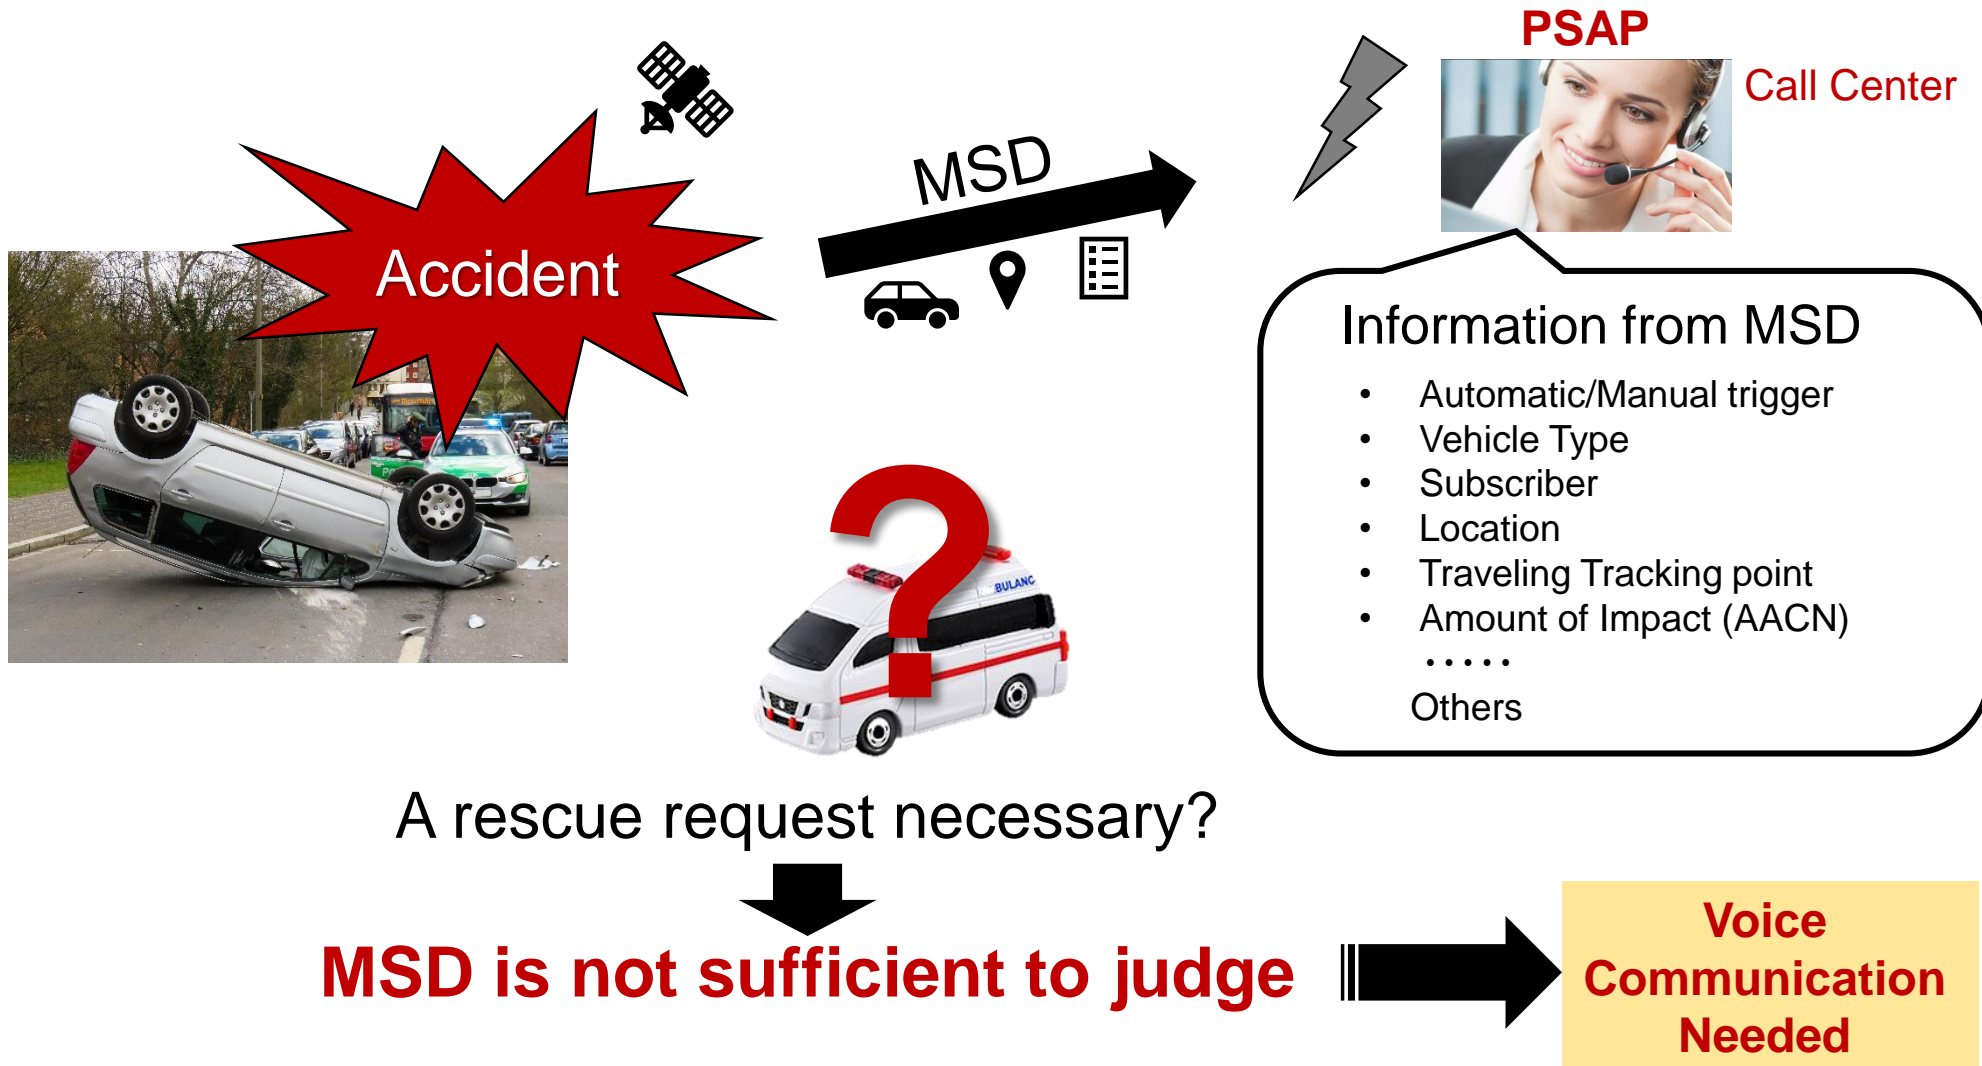 PSAP
Call Center
MSD
Accident
Information from MSD
• Automatic/Manual trigger
• Vehicle Type
• Subscriber
• Location
• Traveling Tracking point
• Amount of Impact (AACN)
・・・・・
Others
BULANC
A rescue request necessary?
MSD is not sufficient to judge
Voice
Communication
Needed